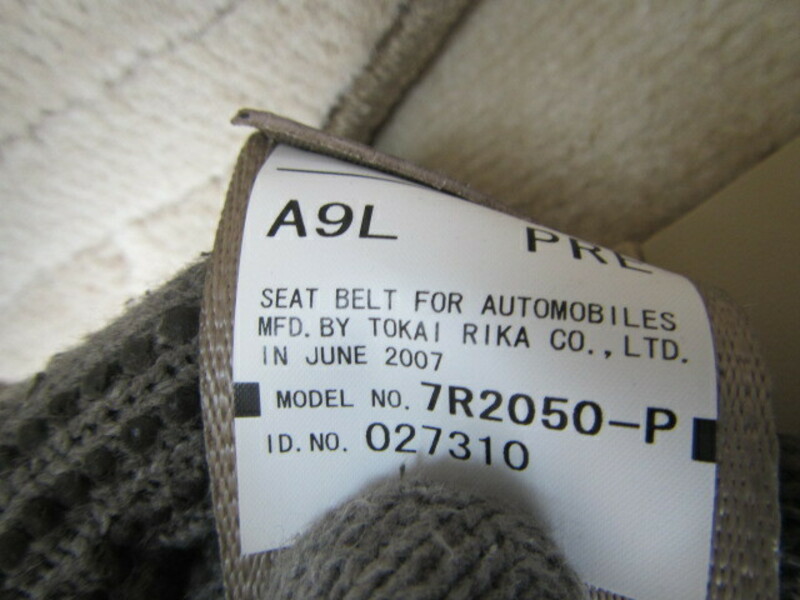 A9L PRE
SEAT BELT FOR AUTOMOBILES
MFD. BY TOKAI RIKA CO., LTD.
IN JUNE 2007
MODEL NO. 7R2050-P
ID. NO. 027310